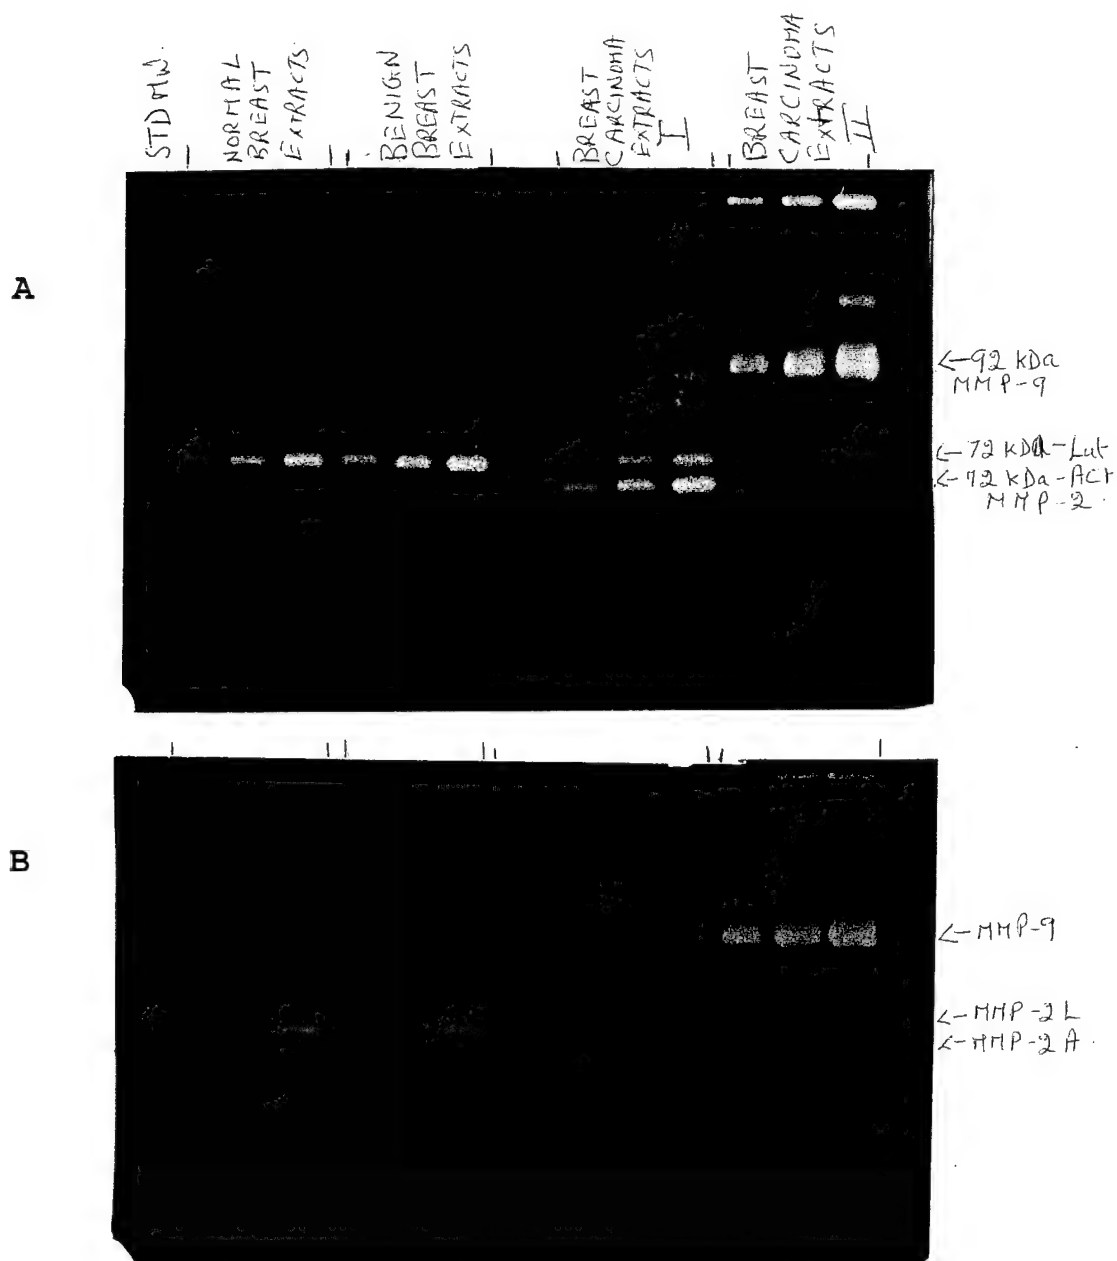 STD MW.
NORMAL
BREAST
EXTRACTS.
BENIGN
BREAST
EXTRACTS
BREAST
CARCINOMA
EXTRACTS
I
BREAST
CARCINOMA
EXTRACTS
II
A
<-92 kDa
MMP-9
<-72 kDa-Lat
<-72 kDa-Act
MMP-2.
B
<-MMP-9
<-MMP-2 L
<-MMP-2 A.